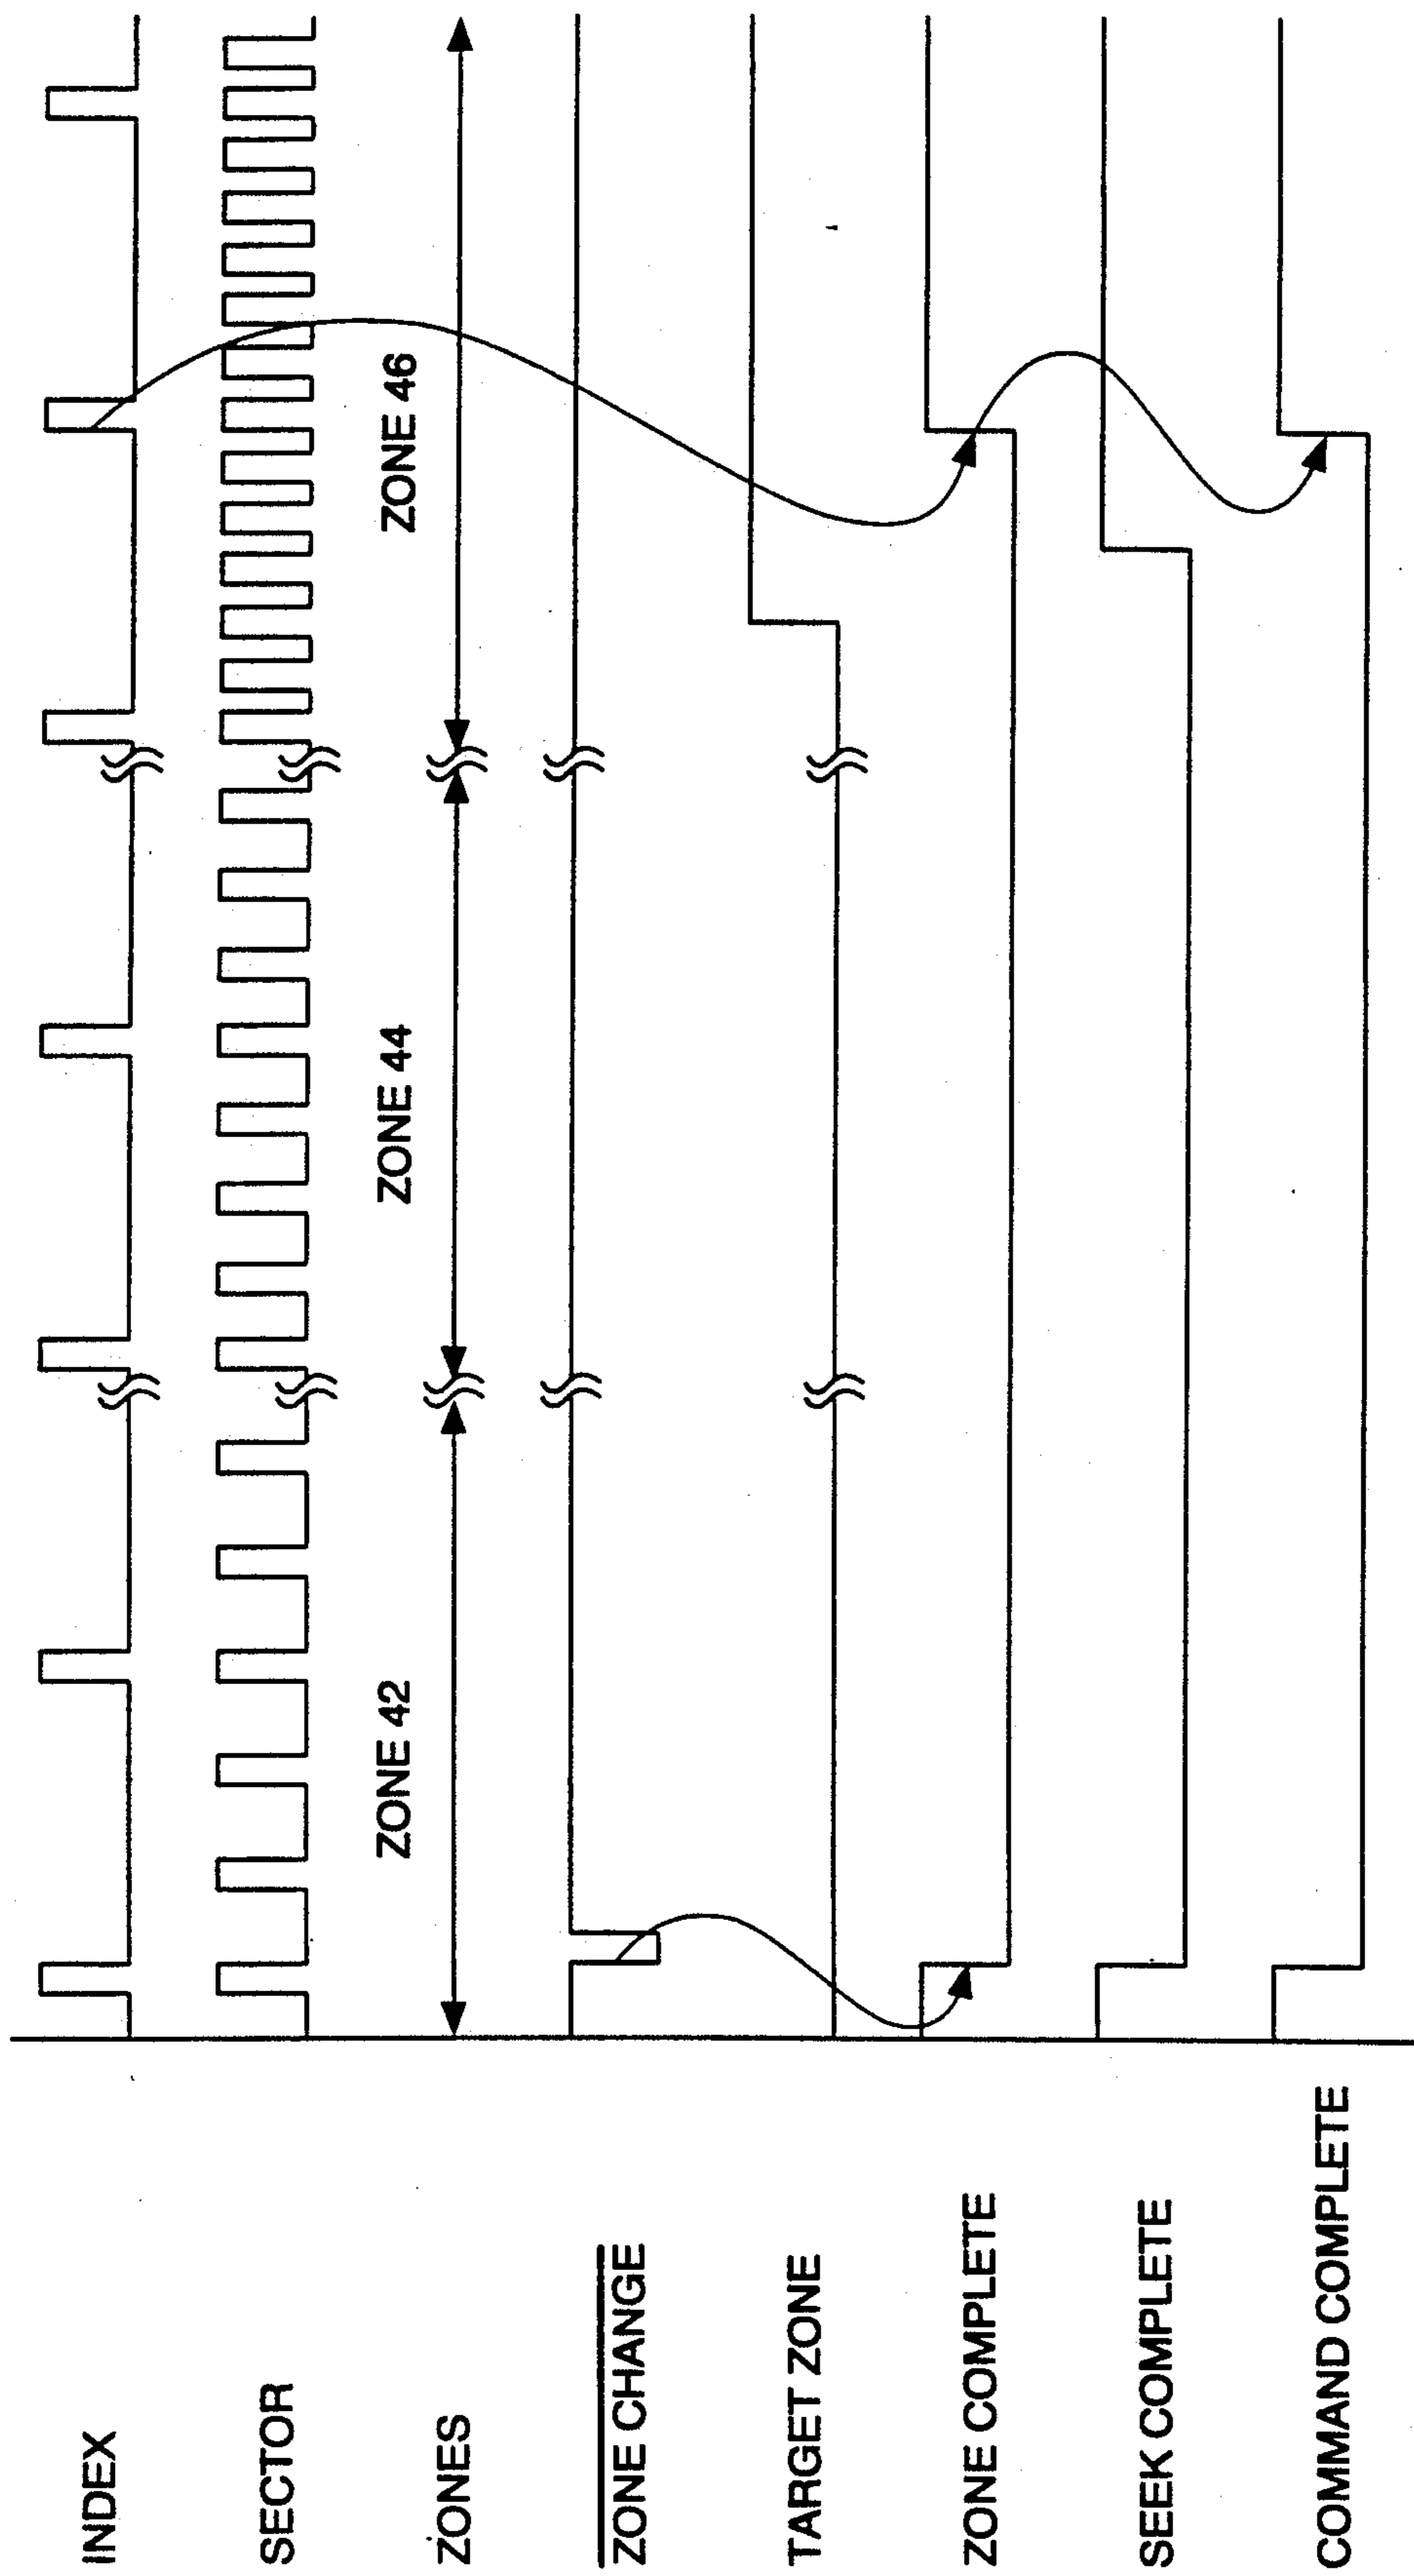 INDEX
SECTOR
ZONES
ZONE 42
ZONE 44
ZONE 46
ZONE CHANGE
TARGET ZONE
ZONE COMPLETE
SEEK COMPLETE
COMMAND COMPLETE